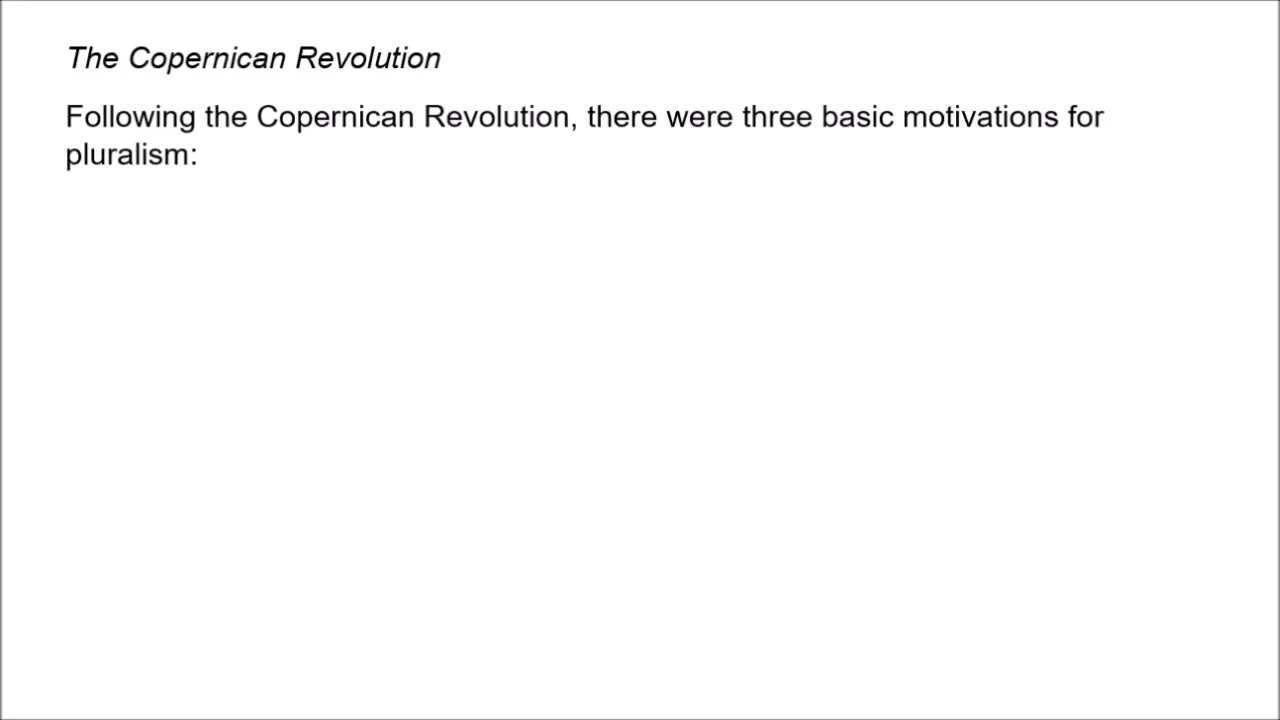 The Copernican Revolution
Following the Copernican Revolution, there were three basic motivations for
pluralism: